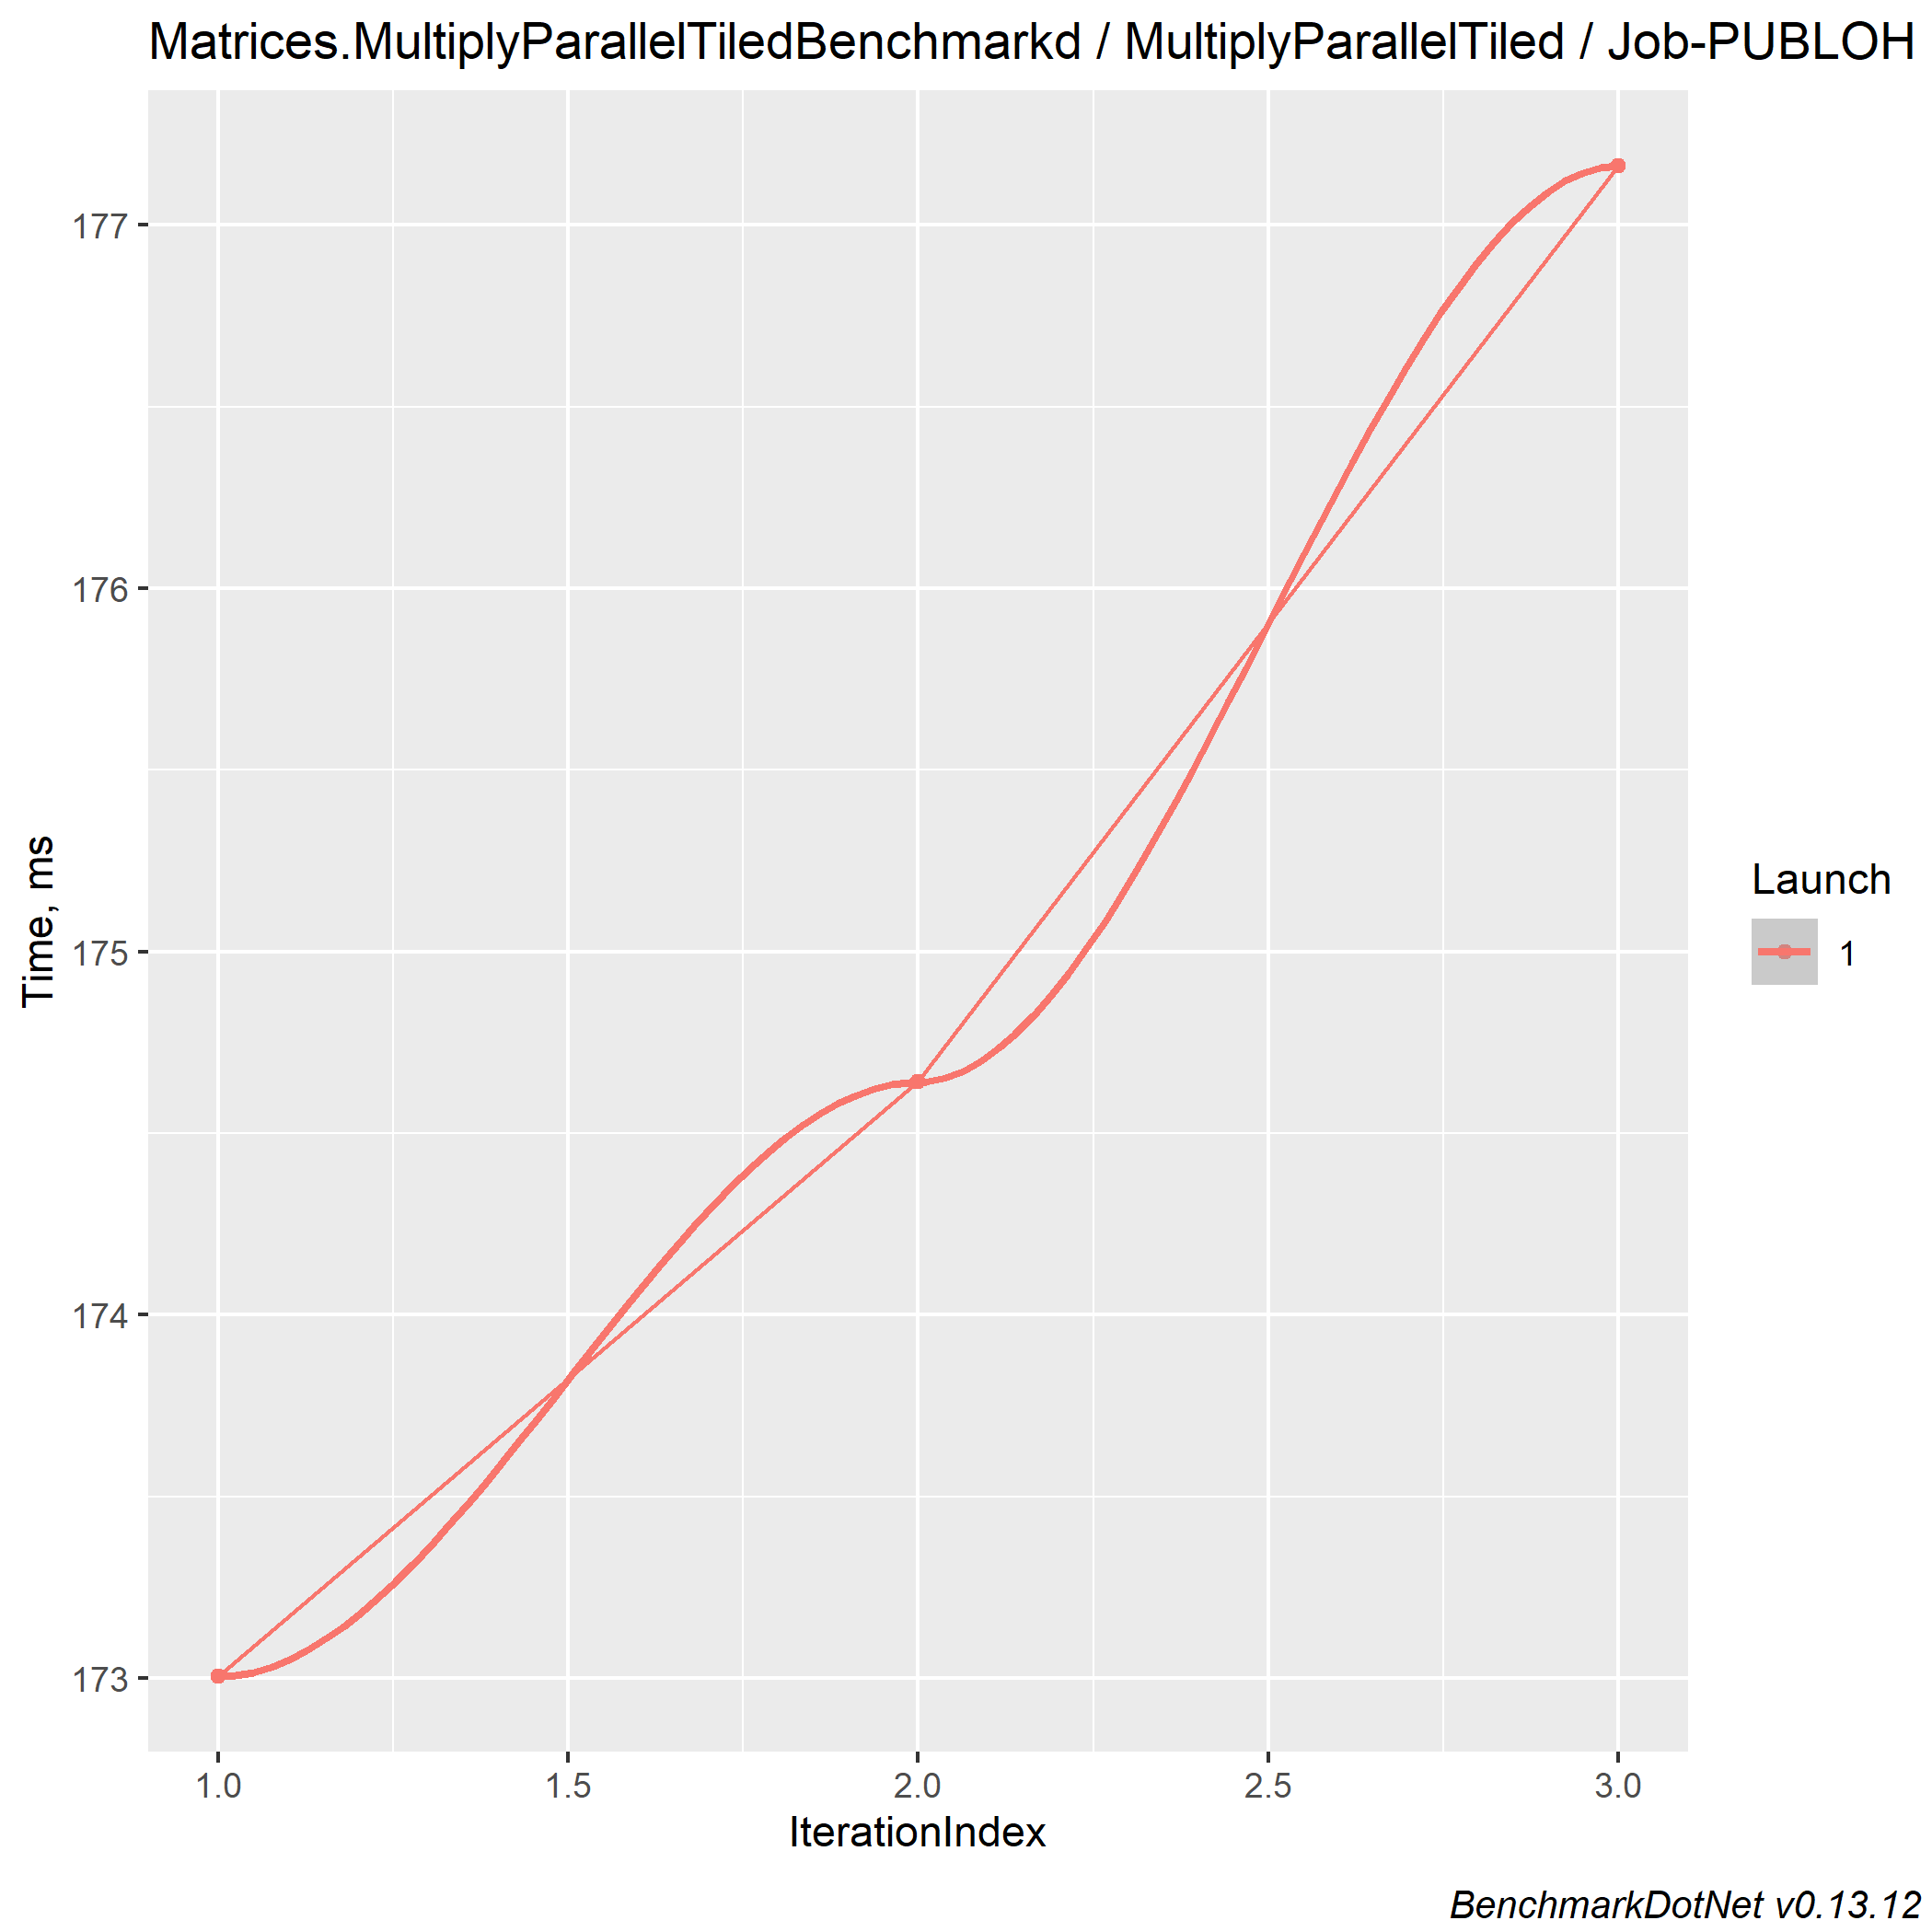 Matrices.MultiplyParallelTiledBenchmarkd / MultiplyParallelTiled / Job-PUBLOH
177
176
175
174
173
Time, ms
1.0 1.5 2.0 2.5 3.0
IterationIndex
Launch
1
BenchmarkDotNet v0.13.12